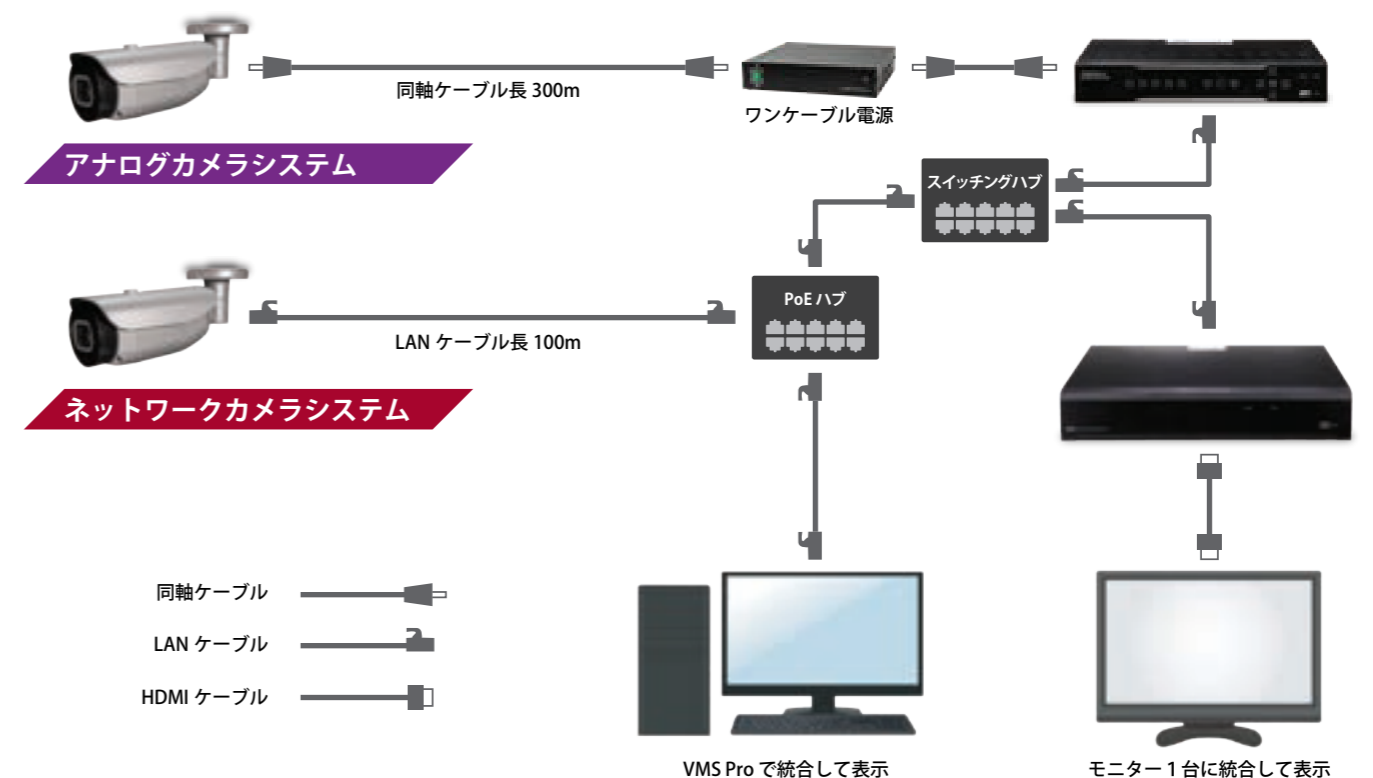 同軸ケーブル長 300m
ワンケーブル電源
アナログカメラシステム
スイッチングハブ
PoE ハブ
LAN ケーブル長 100m
ネットワークカメラシステム
同軸ケーブル
LAN ケーブル
HDMI ケーブル
VMS Pro で統合して表示
モニター 1 台に統合して表示